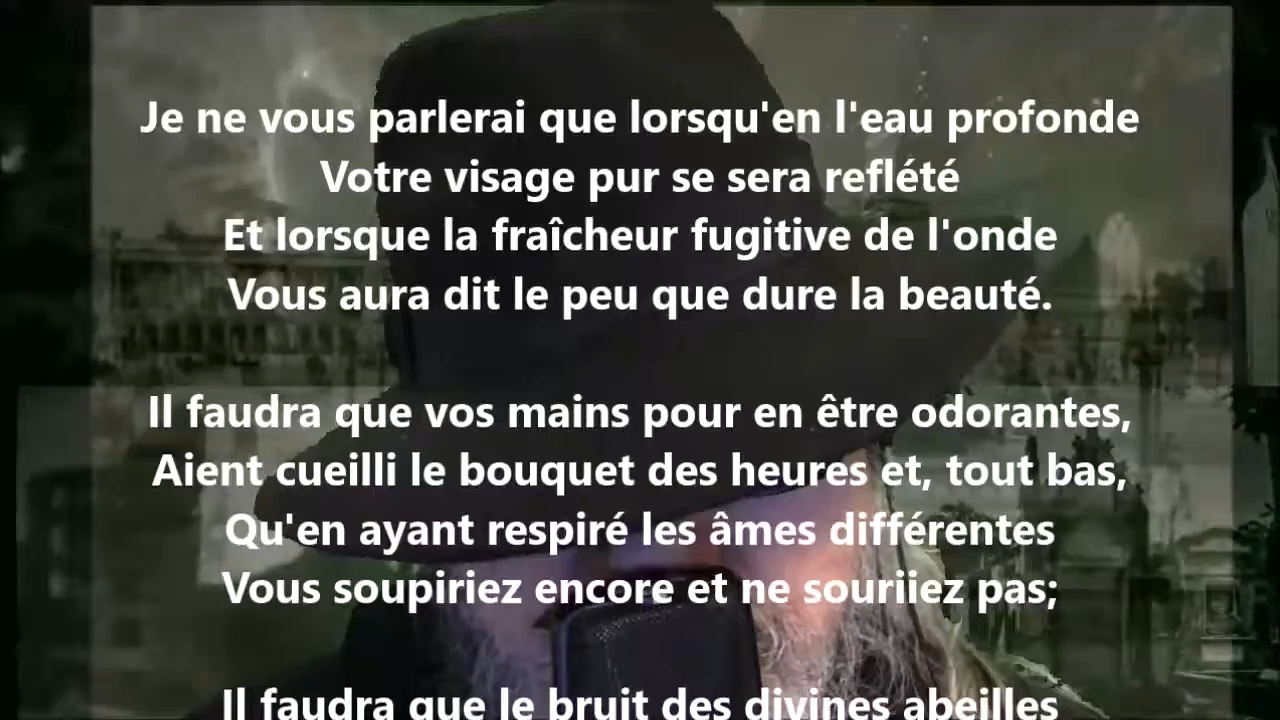 Je ne vous parlerai que lorsqu'en l'eau profonde
Votre visage pur se sera reflété
Et lorsque la fraîcheur fugitive de l'onde
Vous aura dit le peu que dure la beauté.
Il faudra que vos mains pour en être odorantes,
Aient cueilli le bouquet des heures et, tout bas,
Qu'en ayant respiré les âmes différentes
Vous soupiriez encore et ne souriiez pas;
Il faudra que le bruit des divines abeilles